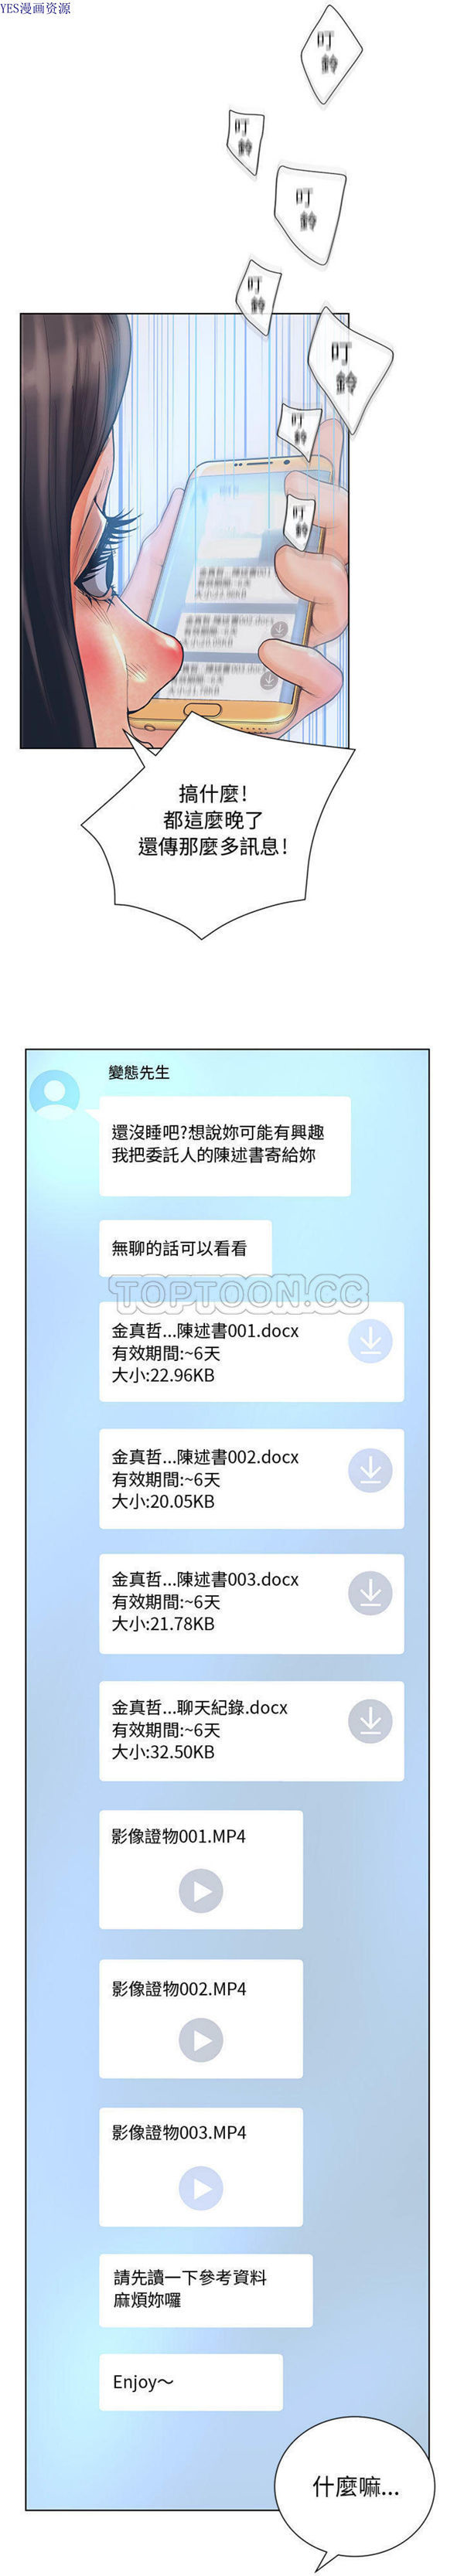 YES漫画资源
叮
鈴
叮
鈴
叮
鈴
叮
鈴
叮
鈴
叮
鈴
叮
鈴
搞什麼!
都這麼晚了
還傳那麼多訊息!
變態先生
還沒睡吧?想說妳可能有興趣
我把委託人的陳述書寄給妳
無聊的話可以看看
TOPTOON.CC
金真哲...陳述書001.docx
有效期間:~6天
大小:22.96KB
金真哲...陳述書002.docx
有效期間:~6天
大小:20.05KB
金真哲...陳述書003.docx
有效期間:~6天
大小:21.78KB
金真哲...聊天紀錄.docx
有效期間:~6天
大小:32.50KB
影像證物001.MP4
影像證物002.MP4
影像證物003.MP4
請先讀一下參考資料
麻煩妳囉
Enjoy～
什麼嘛...